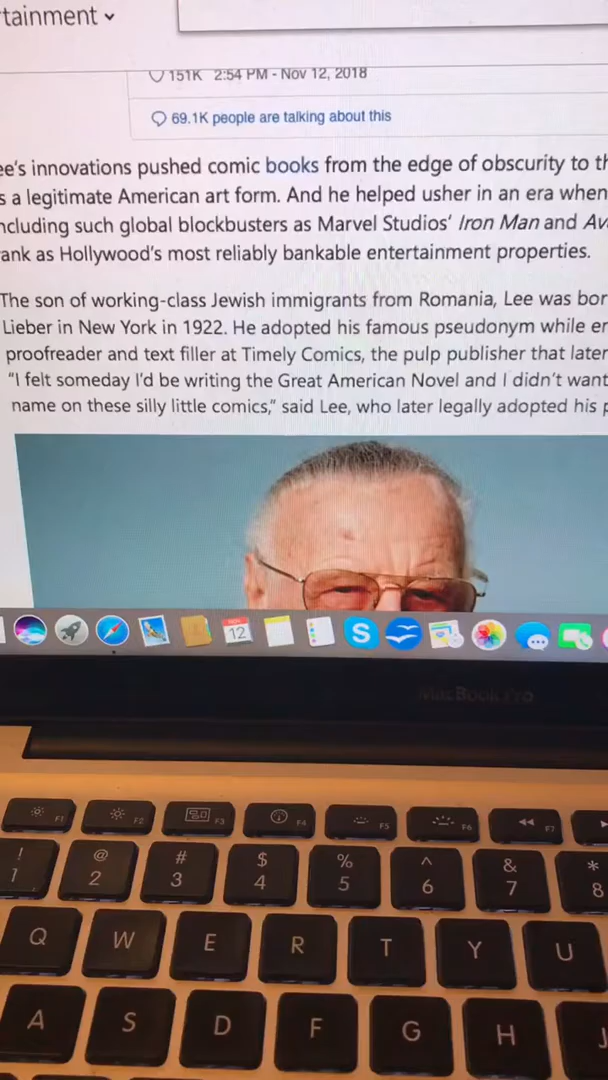 tainment
151K 2:54 PM - Nov 12, 2018
69.1K people are talking about this
ee's innovations pushed comic books from the edge of obscurity to th
s a legitimate American art form. And he helped usher in an era when
ncluding such global blockbusters as Marvel Studios' Iron Man and Av
ank as Hollywood's most reliably bankable entertainment properties.
The son of working-class Jewish immigrants from Romania, Lee was bor
Lieber in New York in 1922. He adopted his famous pseudonym while er
proofreader and text filler at Timely Comics, the pulp publisher that later
"I felt someday I'd be writing the Great American Novel and I didn't want
name on these silly little comics," said Lee, who later legally adopted his p
NOV
12
S
MacBook Pro
F1 F2 F3 F4 F5 F6 F7
! @ # $ % ^ & *
1 2 3 4 5 6 7 8
Q W E R T Y U
A S D F G H J